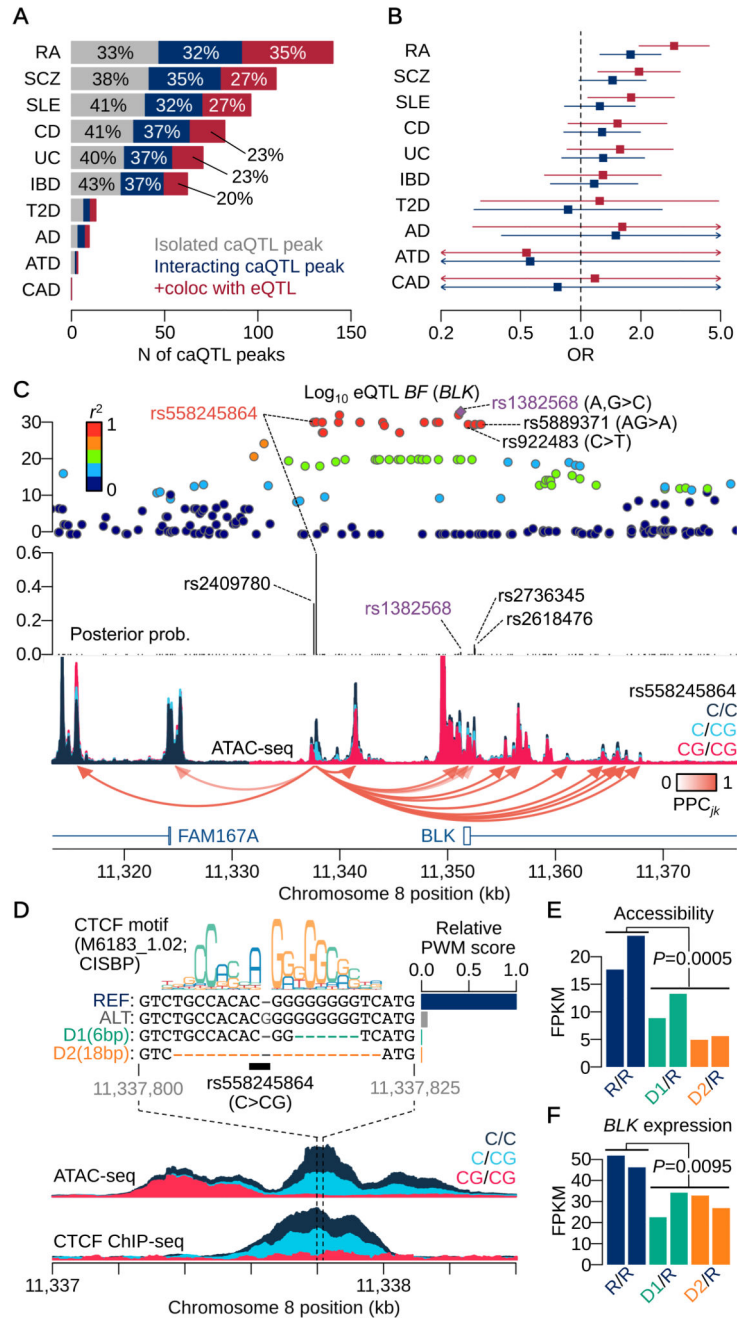 A
RA 33% 32% 35%
SCZ 38% 35% 27%
SLE 41% 32% 27%
CD 41% 37% 23%
UC 40% 37% 23%
IBD 43% 37% 20%
T2D
AD
ATD
CAD
Isolated caQTL peak
Interacting caQTL peak
+coloc with eQTL
0 50 100 150
N of caQTL peaks
B
RA
SCZ
SLE
CD
UC
IBD
T2D
AD
ATD
CAD
0.2 0.5 1.0 2.0 5.0
OR
C
Log10 eQTL BF (BLK)
r²
1
0
30
20
10
0
rs558245864
rs1382568 (A,G>C)
rs5889371 (AG>A)
rs922483 (C>T)
0.6
0.4
0.2
0.0
rs2409780
rs1382568
rs2736345
rs2618476
Posterior prob.
ATAC-seq
rs558245864
C/C
C/CG
CG/CG
0 1
PPCjk
FAM167A
BLK
11,320 11,330 11,340 11,350 11,360 11,370
Chromosome 8 position (kb)
D
CTCF motif
(M6183_1.02;
CISBP)
Relative
PWM score
0.0 1.0
REF: GTCTGCCACAC-GGGGGGGGTCATG
ALT: GTCTGCCACACGGGGGGGGGTCATG
D1(6bp): GTCTGCCACAC-GG------TCATG
D2(18bp): GTC-------------------ATG
11,337,800
rs558245864
(C>CG)
11,337,825
C/C
C/CG
CG/CG
ATAC-seq
CTCF ChIP-seq
11,337 11,338
Chromosome 8 position (kb)
E
Accessibility
P=0.0005
FPKM
20
15
10
5
0
R/R D1/R D2/R
F
BLK expression
P=0.0095
FPKM
50
40
30
20
10
0
R/R D1/R D2/R